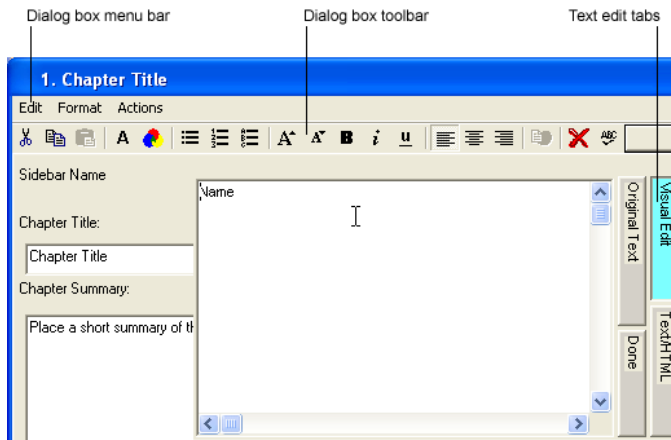 Dialog box menu bar Dialog box toolbar Text edit tabs
1. Chapter Title
Edit Format Actions
A A A B i u ABC
Sidebar Name
Name
Chapter Title:
Chapter Title
Chapter Summary:
Place a short summary of th
Original Text
Done
Visual Edit
Text/HTML